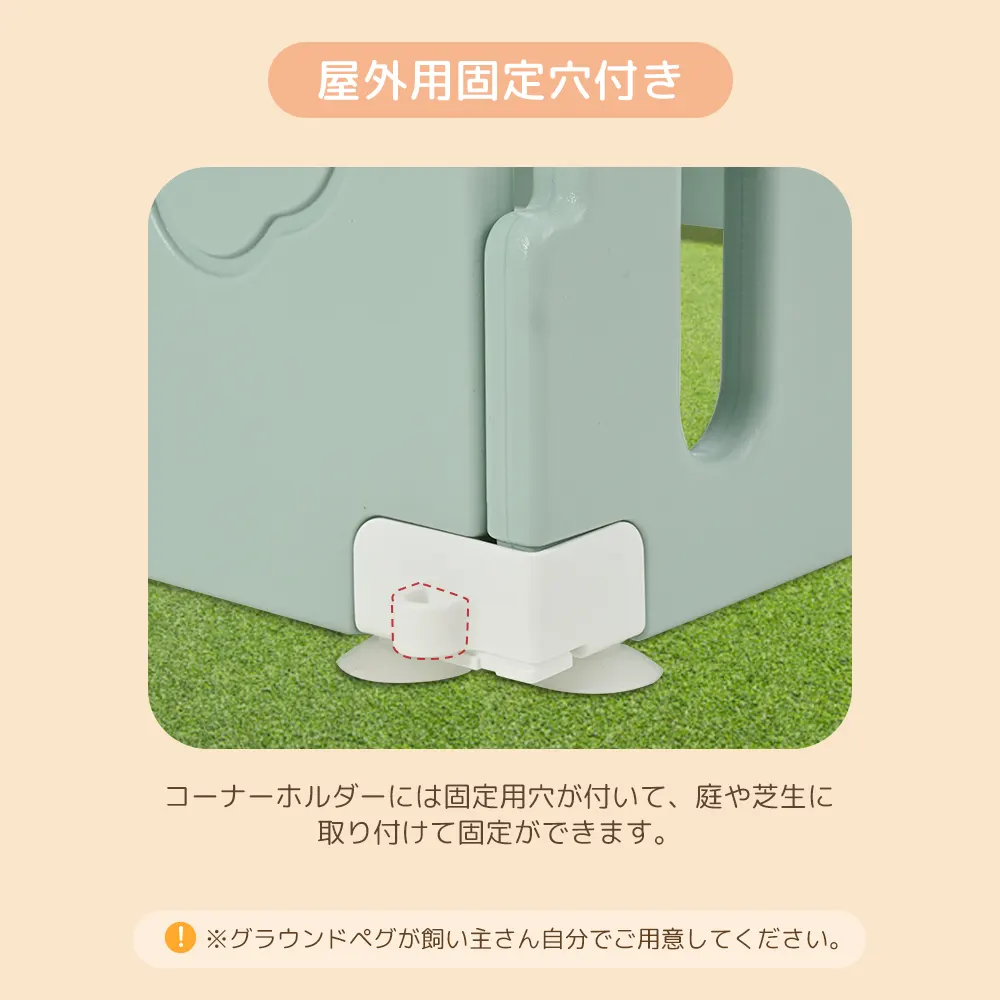 屋外用固定穴付き
コーナーホルダーには固定用穴が付いて、庭や芝生に
取り付けて固定ができます。
!
※グラウンドペグが飼い主さん自分でご用意してください。